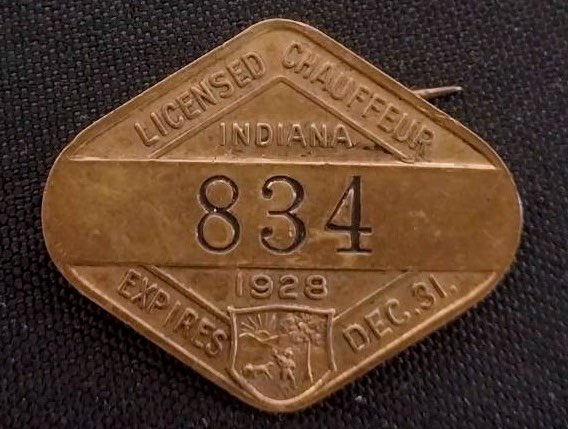 LICENSED CHAUFFEUR
INDIANA
834
1928
EXPIRES DEC. 31.